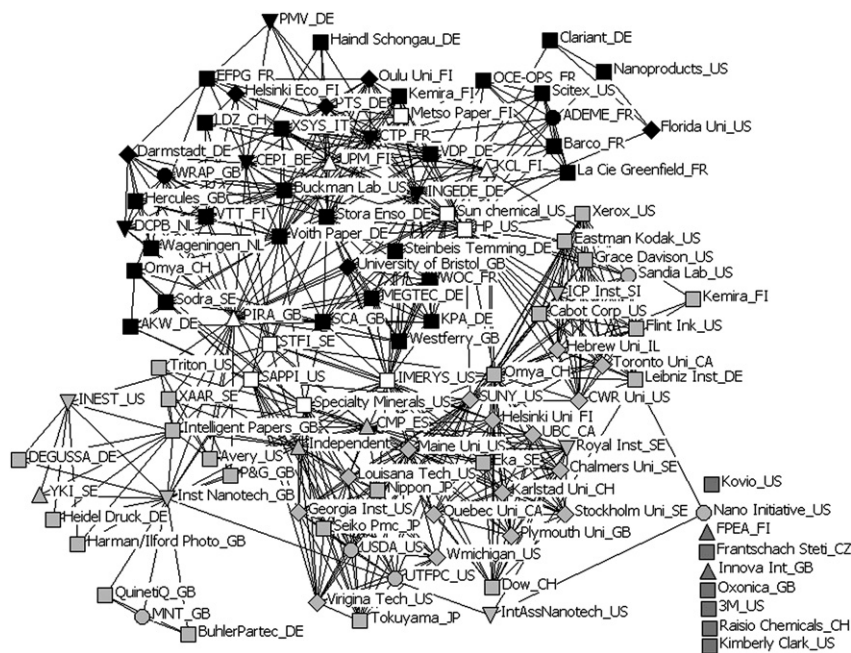 PMV_DE
Haindl Schongau_DE
Clariant_DE
EFPG_FR
Oulu Uni_FI
OCE-OPS_FR
Nanoproducts_US
Helsinki Eco_FI
PTS_DE
Kemira_FI
Scitex_US
LDZ_CH
XSYS_IT
Metso Paper_FI
ADEME_FR
Florida Uni_US
CTP_FR
Darmstadt_DE
CEPI_BE
UPM_FI
VDP_DE
KCL_FI
Barco_FR
WRAP_GB
Buckman Lab_US
INGEDE_DE
La Cie Greenfield_FR
Hercules_GB
VTT_FI
Stora Enso_DE
Sun chemical_US
Xerox_US
DCPB_NL
Voith Paper_DE
HP_US
Eastman Kodak_US
Wageningen_NL
Steinbeis Temming_DE
Grace Davison_US
Omya_CH
University of Bristol_GB
Sandia Lab_US
WOC_FR
ICP Inst_SI
Sodra_SE
MEGTEC_DE
Kemira_FI
Cabot Corp_US
AKW_DE
PIRA_GB
SCA_GB
KPA_DE
Flint Ink_US
STFI_SE
Westferry_GB
Hebrew Uni_IL
Triton_US
Toronto Uni_CA
SAPPI_US
IMERYS_US
Omya_CH
Leibniz Inst_DE
INEST_US
XAAR_SE
Specialty Minerals_US
SUNY_US
CWR Uni_US
Helsinki Uni_FI
Intelligent Papers_GB
CMP_ES
UBC_CA
Independent
Maine Uni_US
Royal Inst_SE
DEGUSSA_DE
Avery_US
Eka_SE
Chalmers Uni_SE
P&G_GB
Louisana Tech_US
Kovio_US
YKI_SE
Inst Nanotech_GB
Nippon_JP
Karlstad Uni_CH
Heidel Druck_DE
Georgia Inst_US
Quebec Uni_CA
Stockholm Uni_SE
Nano Initiative_US
Seiko Pmc_JP
Plymouth Uni_GB
FPEA_FI
Harman/Ilford Photo_GB
USDA_US
Wmichigan_US
Frantschach Steti_CZ
UTFPC_US
Innova Int_GB
QuinetiQ_GB
Dow_CH
Oxonica_GB
Virigina Tech_US
MNT_GB
IntAssNanotech_US
3M_US
Tokuyama_JP
BuhlerPartec_DE
Raisio Chemicals_CH
Kimberly Clark_US